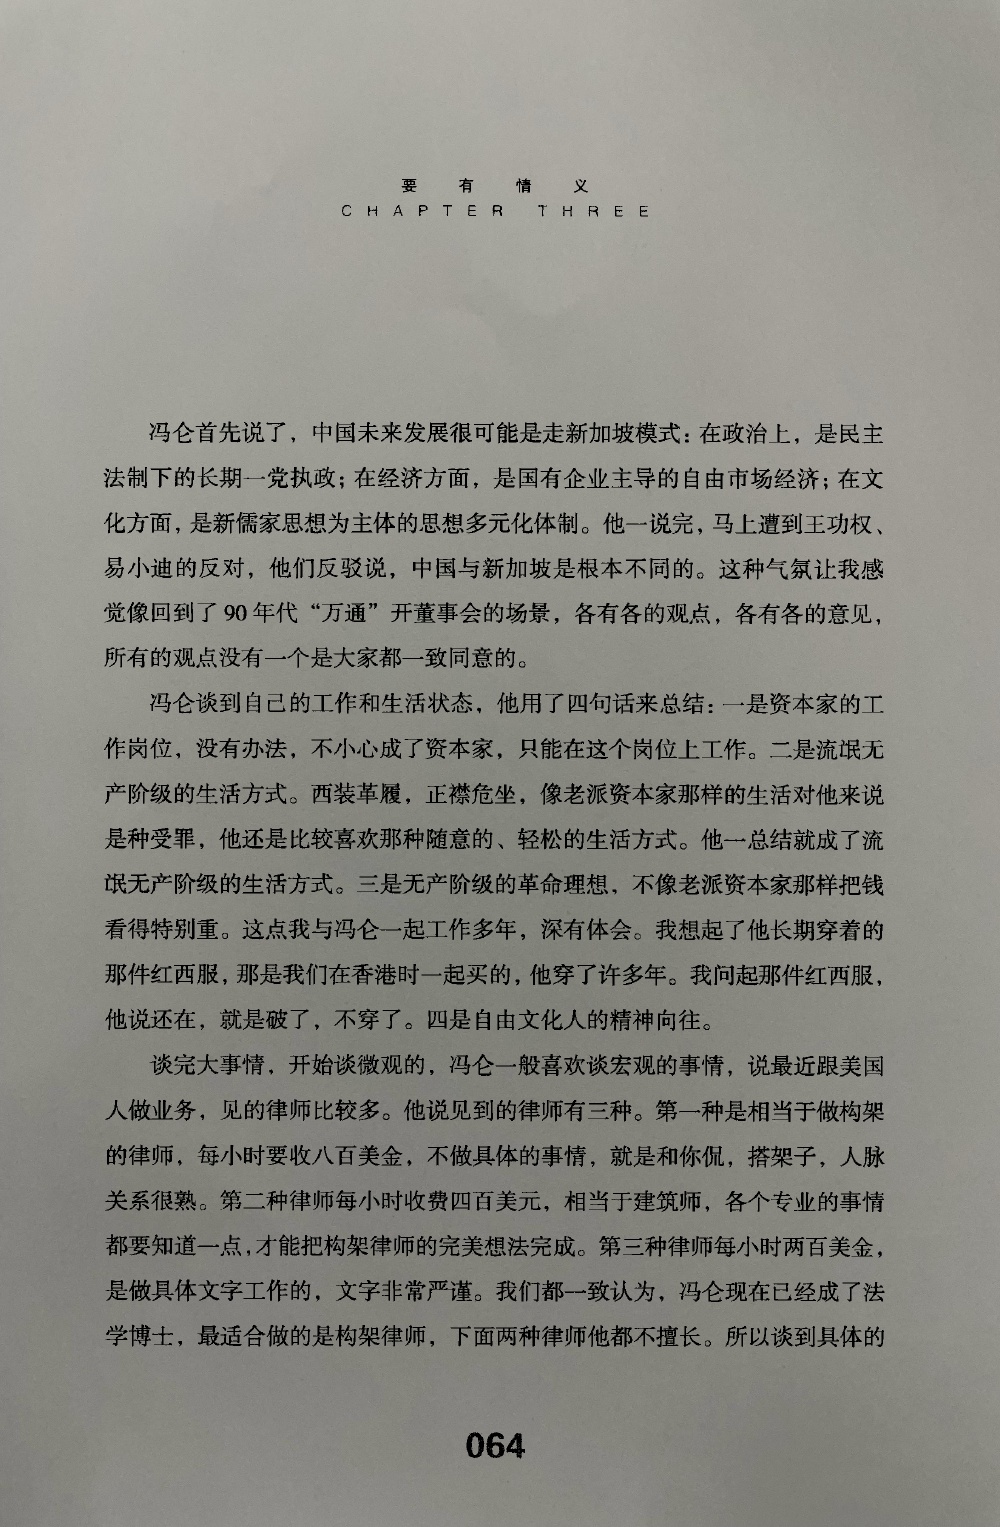 要有情义
CHAPTER THREE
冯仑首先说了，中国未来发展很可能是走新加坡模式：在政治上，是民主
法制下的长期一党执政；在经济方面，是国有企业主导的自由市场经济；在文
化方面，是新儒家思想为主体的思想多元化体制。他一说完，马上遭到王功权、
易小迪的反对，他们反驳说，中国与新加坡是根本不同的。这种气氛让我感
觉像回到了90年代“万通”开董事会的场景，各有各的观点，各有各的意见，
所有的观点没有一个是大家都一致同意的。
冯仑谈到自己的工作和生活状态，他用了四句话来总结：一是资本家的工
作岗位，没有办法，不小心成了资本家，只能在这个岗位上工作。二是流氓无
产阶级的生活方式。西装革履，正襟危坐，像老派资本家那样的生活对他来说
是种受罪，他还是比较喜欢那种随意的、轻松的生活方式。他一总结就成了流
氓无产阶级的生活方式。三是无产阶级的革命理想，不像老派资本家那样把钱
看得特别重。这点我与冯仑一起工作多年，深有体会。我想起了他长期穿着的
那件红西服，那是我们在香港时一起买的，他穿了许多年。我问起那件红西服，
他说还在，就是破了，不穿了。四是自由文化人的精神向往。
谈完大事情，开始谈微观的，冯仑一般喜欢谈宏观的事情，说最近跟美国
人做业务，见的律师比较多。他说见到的律师有三种。第一种是相当于做构架
的律师，每小时要收八百美金，不做具体的事情，就是和你侃，搭架子，人脉
关系很熟。第二种律师每小时收费四百美元，相当于建筑师，各个专业的事情
都要知道一点，才能把构架律师的完美想法完成。第三种律师每小时两百美金，
是做具体文字工作的，文字非常严谨。我们都一致认为，冯仑现在已经成了法
学博士，最适合做的是构架律师，下面两种律师他都不擅长。所以谈到具体的
064